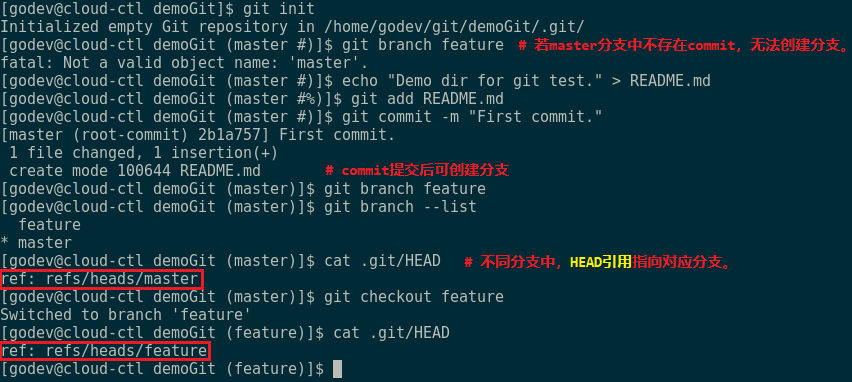 [godev@cloud-ctl demoGit]$ git init
Initialized empty Git repository in /home/godev/git/demoGit/.git/
[godev@cloud-ctl demoGit (master #)]$ git branch feature # 若master分支中不存在commit，无法创建分支。
fatal: Not a valid object name: 'master'.
[godev@cloud-ctl demoGit (master #)]$ echo "Demo dir for git test." > README.md
[godev@cloud-ctl demoGit (master #%)]$ git add README.md
[godev@cloud-ctl demoGit (master #)]$ git commit -m "First commit."
[master (root-commit) 2b1a757] First commit.
 1 file changed, 1 insertion(+)
 create mode 100644 README.md # commit提交后可创建分支
[godev@cloud-ctl demoGit (master)]$ git branch feature
[godev@cloud-ctl demoGit (master)]$ git branch --list
  feature
* master
[godev@cloud-ctl demoGit (master)]$ cat .git/HEAD # 不同分支中，HEAD引用指向对应分支。
ref: refs/heads/master
[godev@cloud-ctl demoGit (master)]$ git checkout feature
Switched to branch 'feature'
[godev@cloud-ctl demoGit (feature)]$ cat .git/HEAD
ref: refs/heads/feature
[godev@cloud-ctl demoGit (feature)]$